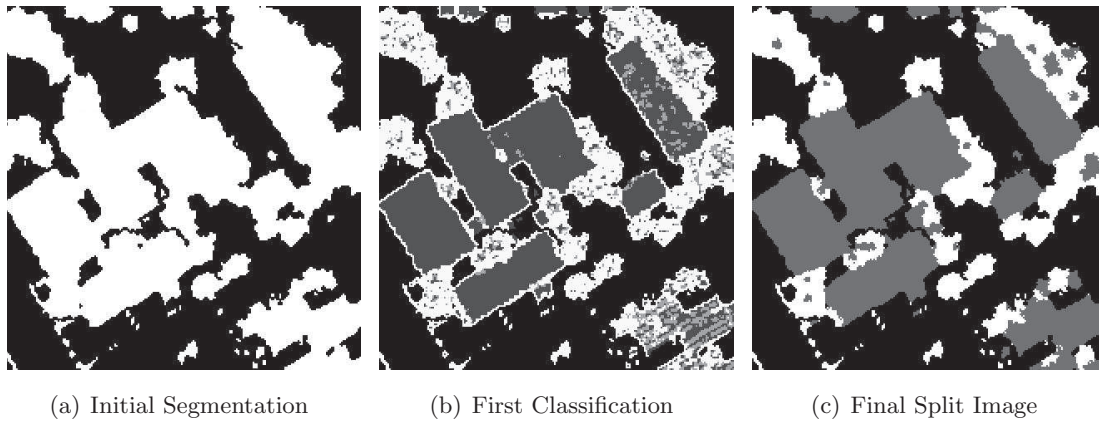 (a) Initial Segmentation
(b) First Classification
(c) Final Split Image